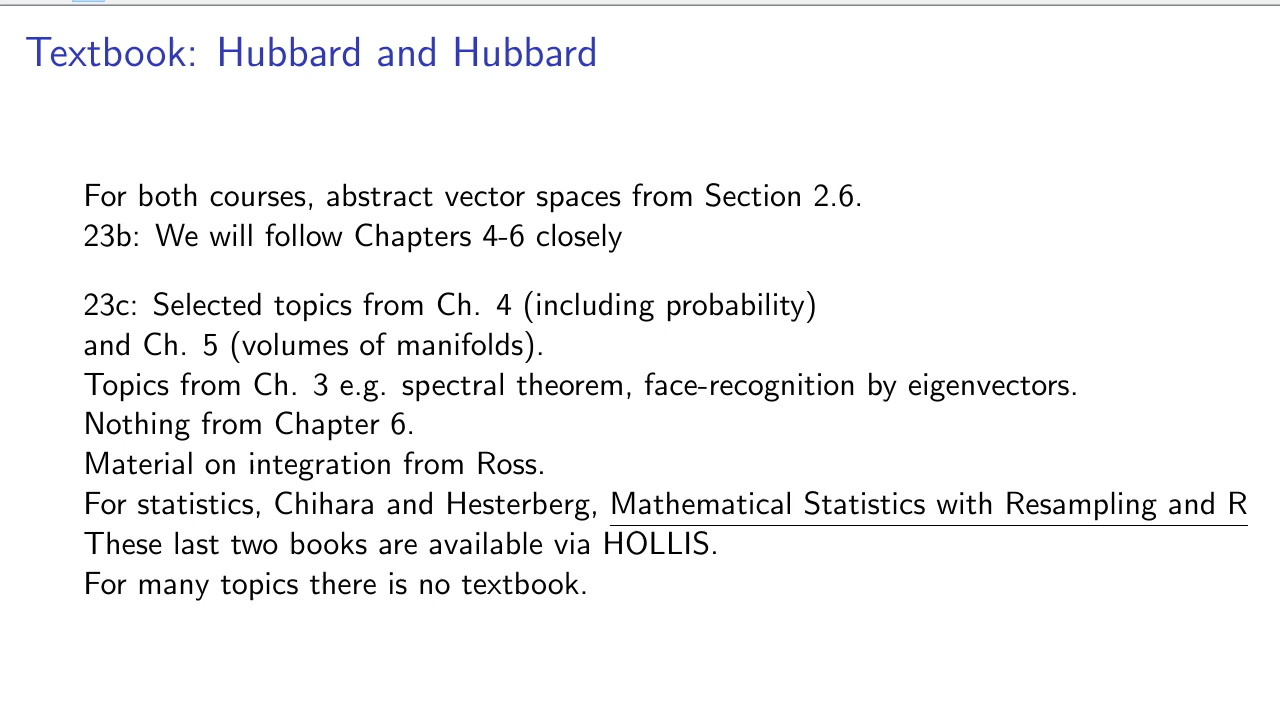 Textbook: Hubbard and Hubbard
For both courses, abstract vector spaces from Section 2.6.
23b: We will follow Chapters 4-6 closely
23c: Selected topics from Ch. 4 (including probability)
and Ch. 5 (volumes of manifolds).
Topics from Ch. 3 e.g. spectral theorem, face-recognition by eigenvectors.
Nothing from Chapter 6.
Material on integration from Ross.
For statistics, Chihara and Hesterberg, Mathematical Statistics with Resampling and R
These last two books are available via HOLLIS.
For many topics there is no textbook.